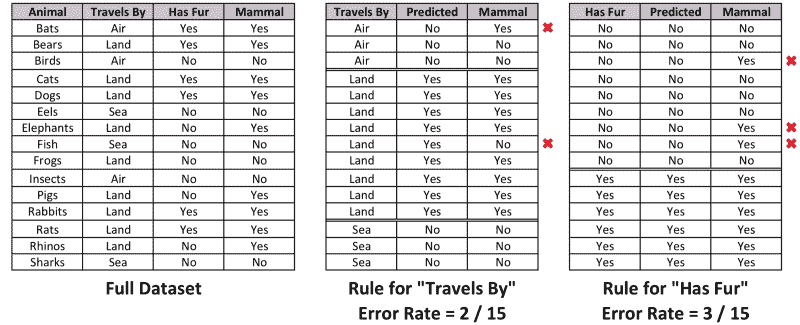 Animal Travels By Has Fur Mammal
Bats Air Yes Yes
Bears Land Yes Yes
Birds Air No No
Cats Land Yes Yes
Dogs Land Yes Yes
Eels Sea No No
Elephants Land No Yes
Fish Sea No No
Frogs Land No No
Insects Air No No
Pigs Land No Yes
Rabbits Land Yes Yes
Rats Land Yes Yes
Rhinos Land No Yes
Sharks Sea No No
Full Dataset
Travels By Predicted Mammal
Air No Yes
Air No No
Air No No
Land Yes Yes
Land Yes Yes
Land Yes Yes
Land Yes Yes
Land Yes No
Land Yes Yes
Land Yes Yes
Land Yes Yes
Land Yes Yes
Sea No No
Sea No No
Sea No No
Rule for "Travels By"
Error Rate = 2 / 15
Has Fur Predicted Mammal
No No No
No No No
No No Yes
No No No
No No No
No No No
No No Yes
No No Yes
No No No
Yes Yes Yes
Yes Yes Yes
Yes Yes Yes
Yes Yes Yes
Yes Yes Yes
Yes Yes Yes
Rule for "Has Fur"
Error Rate = 3 / 15